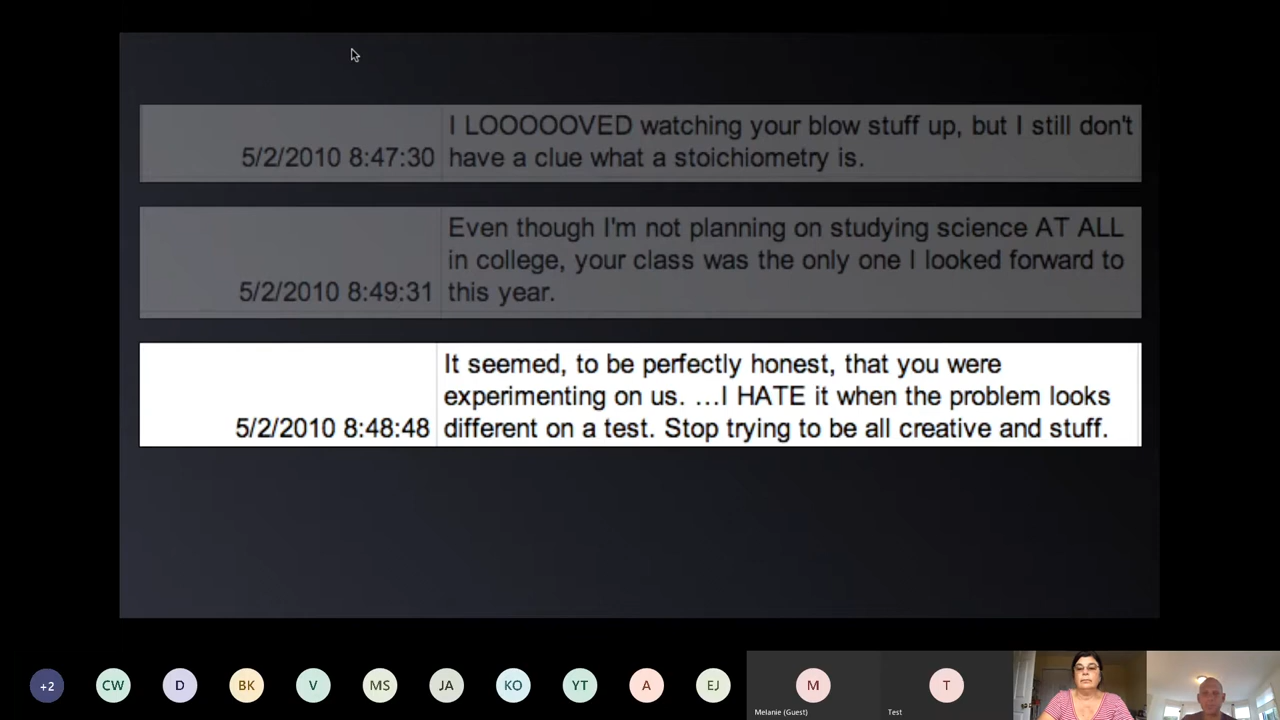 I LOOOOOVED watching your blow stuff up, but I still don't
5/2/2010 8:47:30 have a clue what a stoichiometry is.
Even though I'm not planning on studying science AT ALL
in college, your class was the only one I looked forward to
5/2/2010 8:49:31 this year.
It seemed, to be perfectly honest, that you were
experimenting on us. …I HATE it when the problem looks
5/2/2010 8:48:48 different on a test. Stop trying to be all creative and stuff.
+2 CW D BK V MS JA KO YT A EJ M T
Melanie (Guest) Test